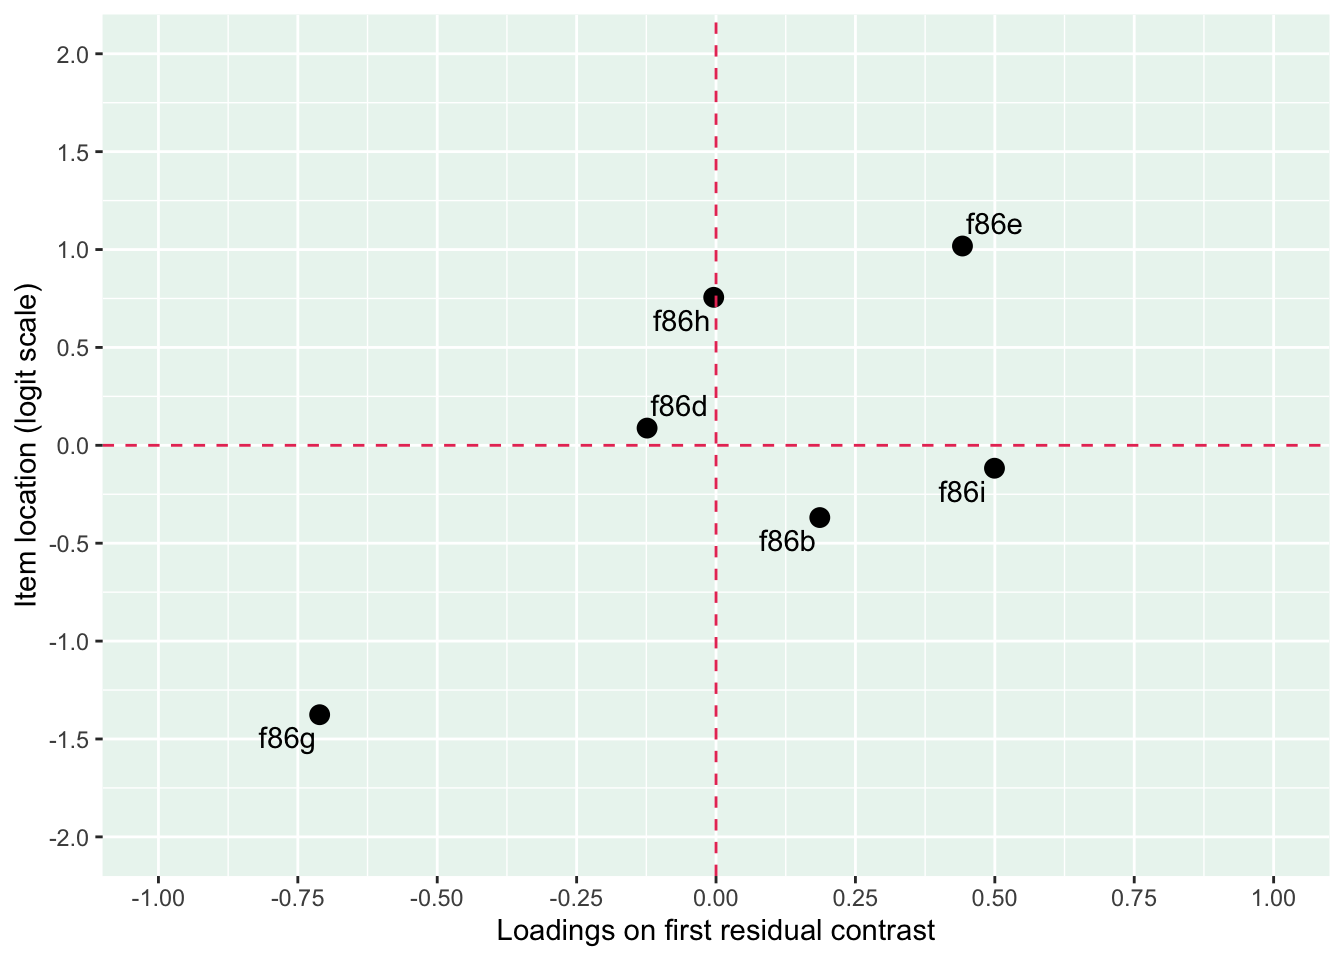 2.0
1.5
f86e
1.0
f86h
0.5
f86d
0.0
f86i
-0.5
f86b
-1.0
f86g
-1.5
-2.0
Item location (logit scale)
-1.00 -0.75 -0.50 -0.25 0.00 0.25 0.50 0.75 1.00
Loadings on first residual contrast